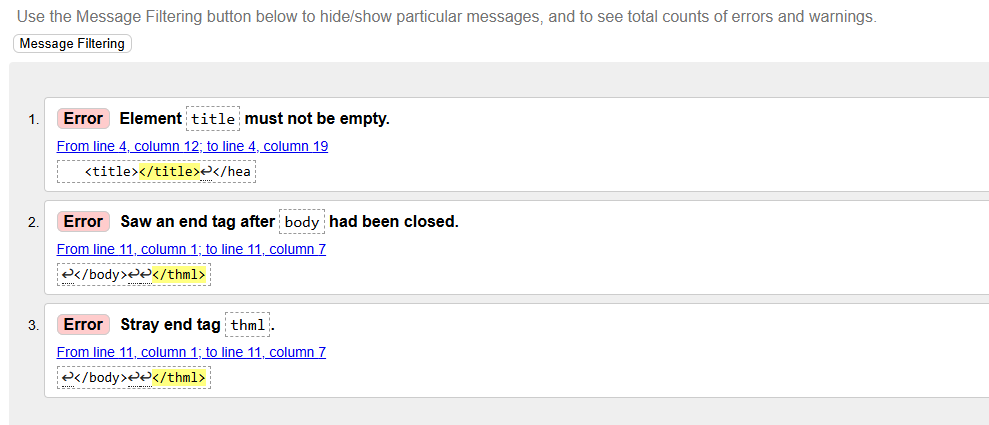 Use the Message Filtering button below to hide/show particular messages, and to see total counts of errors and warnings.
Message Filtering
1. Error Element title must not be empty.
From line 4, column 12; to line 4, column 19
<title></title>↩</hea
2. Error Saw an end tag after body had been closed.
From line 11, column 1; to line 11, column 7
↩</body>↩↩</thml>
3. Error Stray end tag thml.
From line 11, column 1; to line 11, column 7
↩</body>↩↩</thml>